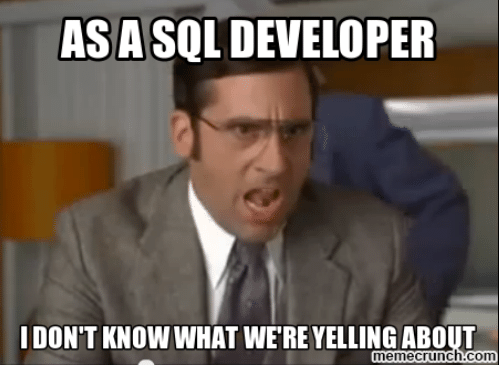 AS A SQL DEVELOPER
I DON'T KNOW WHAT WE'RE YELLING ABOUT
memecrunch.com